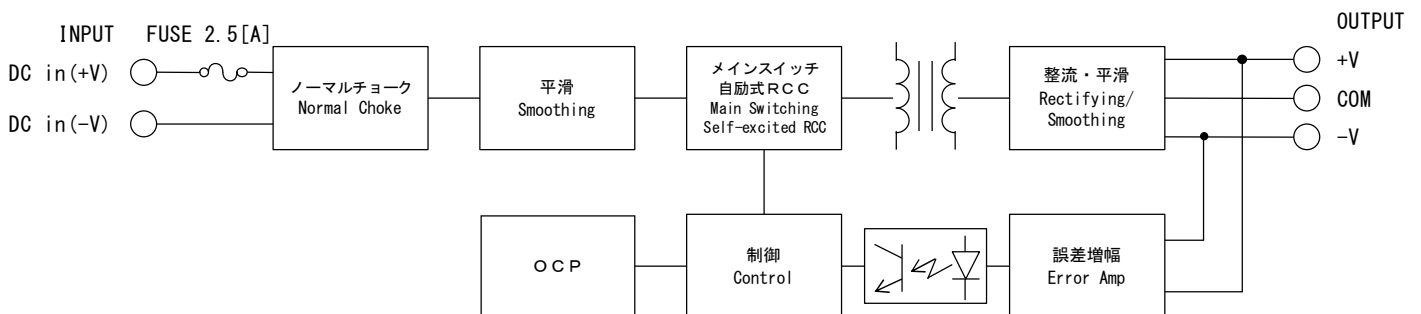 INPUT FUSE 2.5[A]
OUTPUT
DC in(+V)
DC in(-V)
ノーマルチョーク
Normal Choke
平滑
Smoothing
メインスイッチ
自励式RCC
Main Switching
Self-excited RCC
整流・平滑
Rectifying/
Smoothing
+V
COM
-V
OCP
制御
Control
誤差増幅
Error Amp